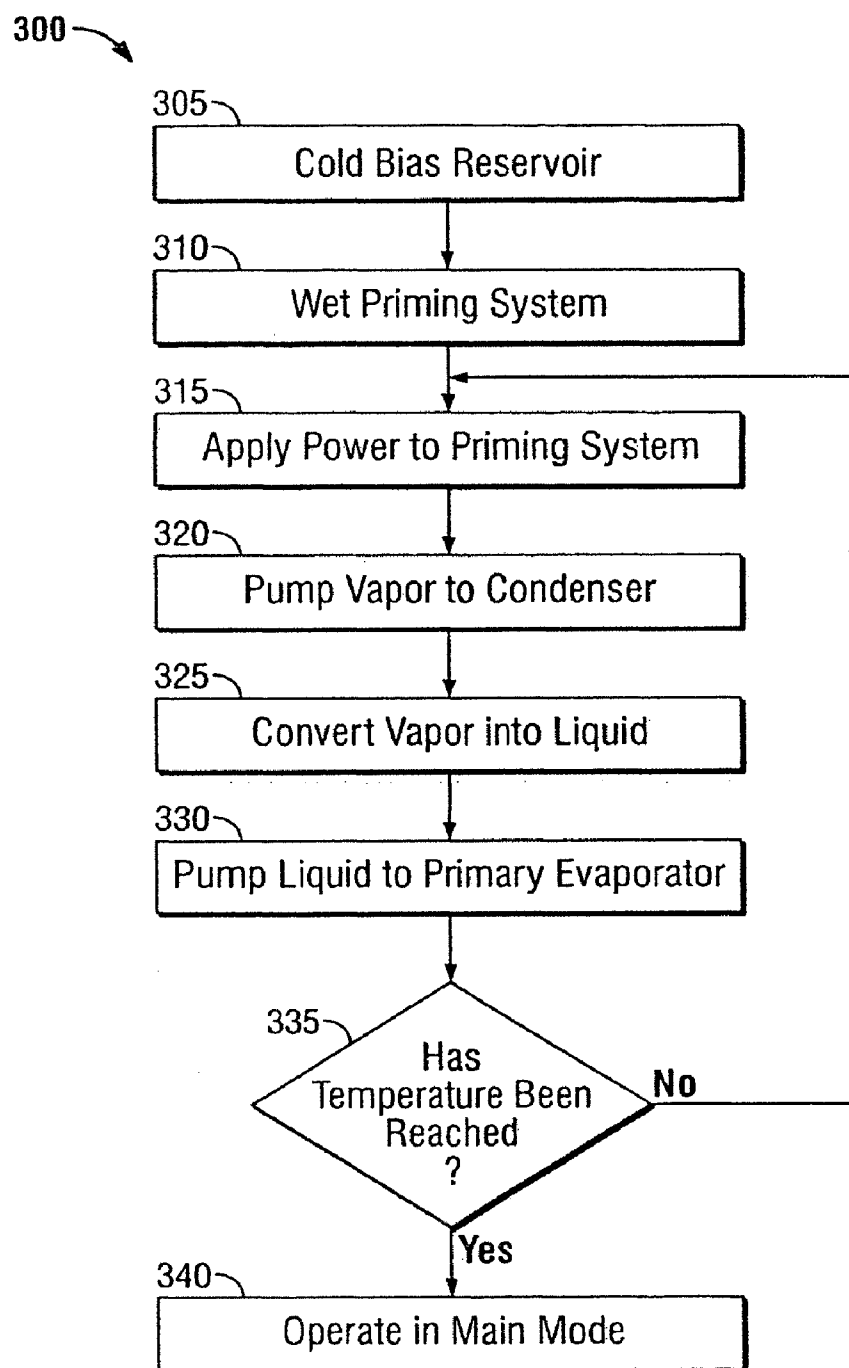 300
305
Cold Bias Reservoir
310
Wet Priming System
315
Apply Power to Priming System
320
Pump Vapor to Condenser
325
Convert Vapor into Liquid
330
Pump Liquid to Primary Evaporator
335
Has
Temperature Been
Reached
?
No
Yes
340
Operate in Main Mode